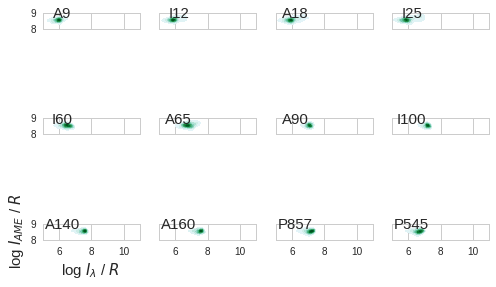 A9 I12 A18 I25
9
8
I60 A65 A90 I100
9
8
A140 A160 P857 P545
9
8
6 8 10 6 8 10 6 8 10 6 8 10
log I_AME / R
log I_λ / R